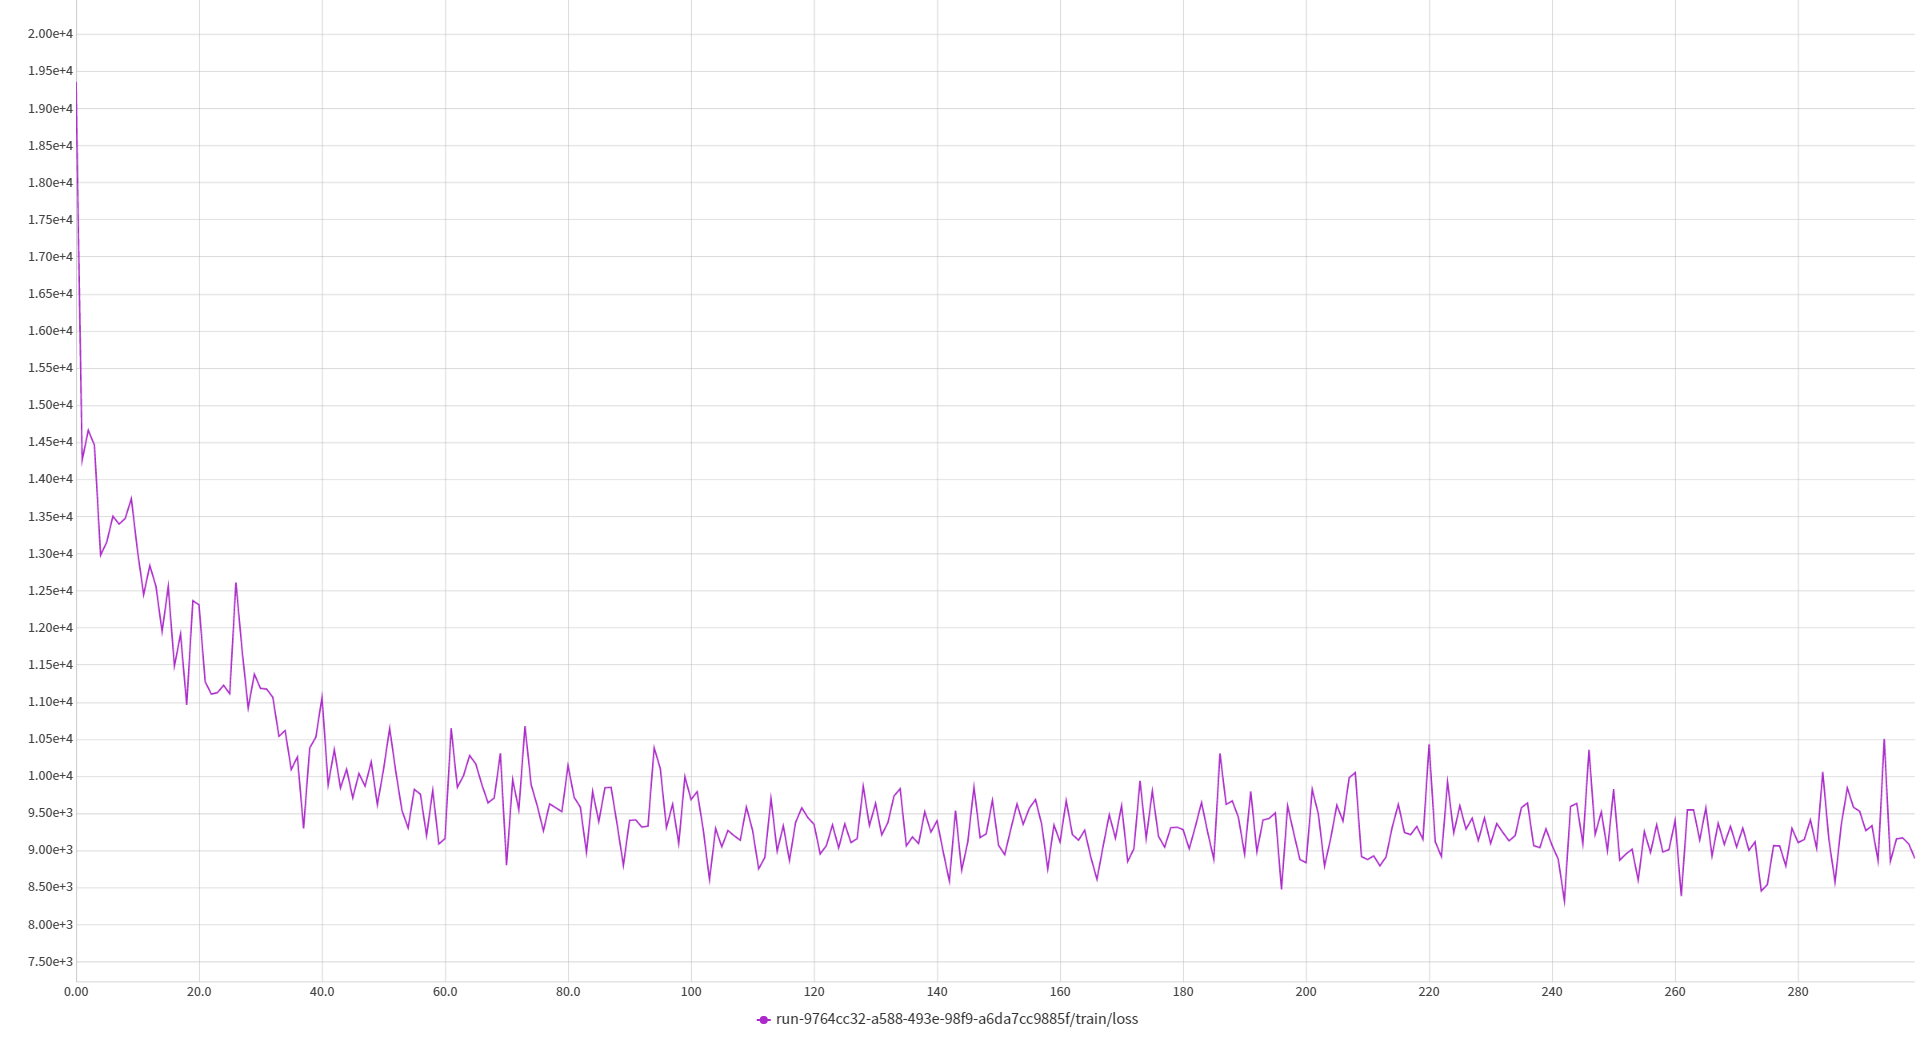 2.00e+4
1.95e+4
1.90e+4
1.85e+4
1.80e+4
1.75e+4
1.70e+4
1.65e+4
1.60e+4
1.55e+4
1.50e+4
1.45e+4
1.40e+4
1.35e+4
1.30e+4
1.25e+4
1.20e+4
1.15e+4
1.10e+4
1.05e+4
1.00e+4
9.50e+3
9.00e+3
8.50e+3
8.00e+3
7.50e+3
0.00 20.0 40.0 60.0 80.0 100 120 140 160 180 200 220 240 260 280
run-9764cc32-a588-493e-98f9-a6da7cc9885f/train/loss